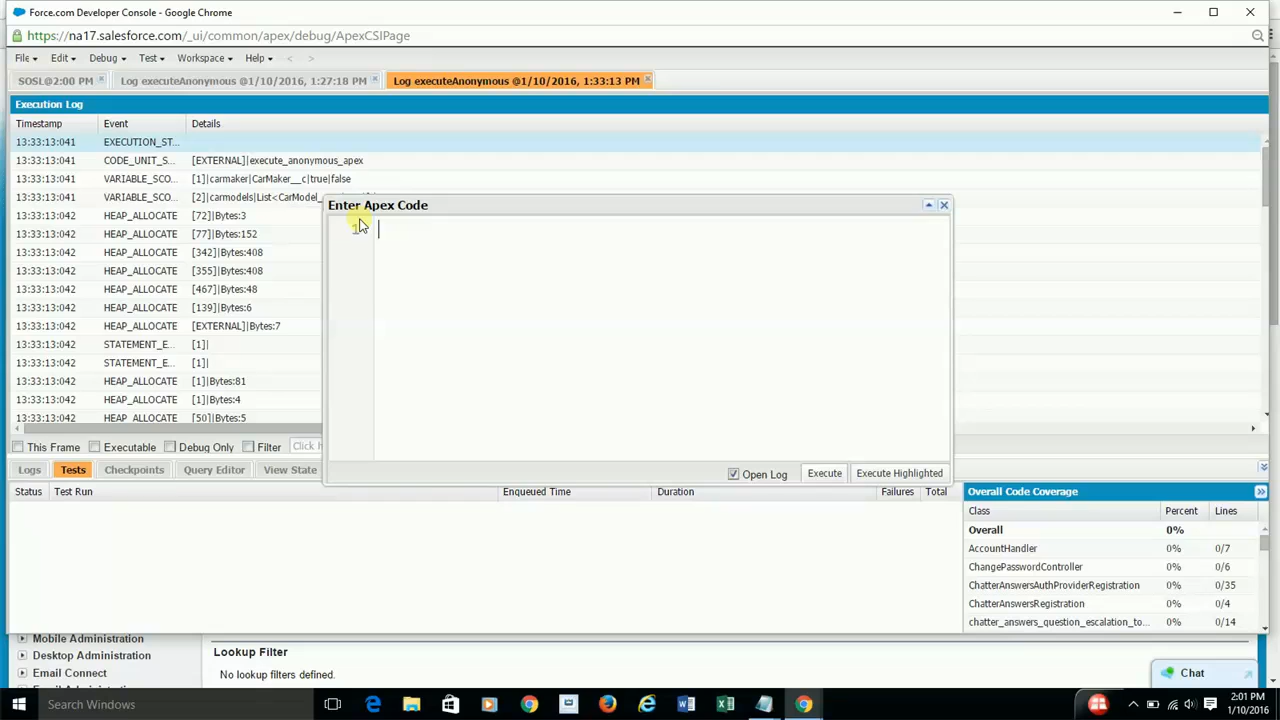 Force.com Developer Console - Google Chrome
https://na17.salesforce.com/_ui/common/apex/debug/ApexCSIPage
File Edit Debug Test Workspace Help < >
SOSL@2:00 PM Log executeAnonymous @1/10/2016, 1:27:18 PM Log executeAnonymous @1/10/2016, 1:33:13 PM
Execution Log
Timestamp Event Details
13:33:13:041 EXECUTION_ST...
13:33:13:041 CODE_UNIT_S... [EXTERNAL]|execute_anonymous_apex
13:33:13:041 VARIABLE_SCO... [1]|carmaker|CarMaker__c|true|false
13:33:13:041 VARIABLE_SCO... [2]|carmodels|List<CarModel_
Enter Apex Code
13:33:13:042 HEAP_ALLOCATE [72]|Bytes:3
1
13:33:13:042 HEAP_ALLOCATE [77]|Bytes:152
13:33:13:042 HEAP_ALLOCATE [342]|Bytes:408
13:33:13:042 HEAP_ALLOCATE [355]|Bytes:408
13:33:13:042 HEAP_ALLOCATE [467]|Bytes:48
13:33:13:042 HEAP_ALLOCATE [139]|Bytes:6
13:33:13:042 HEAP_ALLOCATE [EXTERNAL]|Bytes:7
13:33:13:042 STATEMENT_E... [1]|
13:33:13:042 STATEMENT_E... [1]|
13:33:13:042 HEAP_ALLOCATE [1]|Bytes:81
13:33:13:042 HEAP_ALLOCATE [1]|Bytes:4
13:33:13:042 HEAP_ALLOCATE [50]|Bytes:5
This Frame Executable Debug Only Filter Click h
Open Log Execute Execute Highlighted
Logs Tests Checkpoints Query Editor View State
Status Test Run Enqueued Time Duration Failures Total
Overall Code Coverage
Class Percent Lines
Overall 0%
AccountHandler 0% 0/7
ChangePasswordController 0% 0/6
ChatterAnswersAuthProviderRegistration 0% 0/35
ChatterAnswersRegistration 0% 0/4
chatter_answers_question_escalation_to... 0% 0/14
Mobile Administration
Desktop Administration
Email Connect
Lookup Filter
No lookup filters defined.
Chat
Search Windows
2:01 PM
1/10/2016